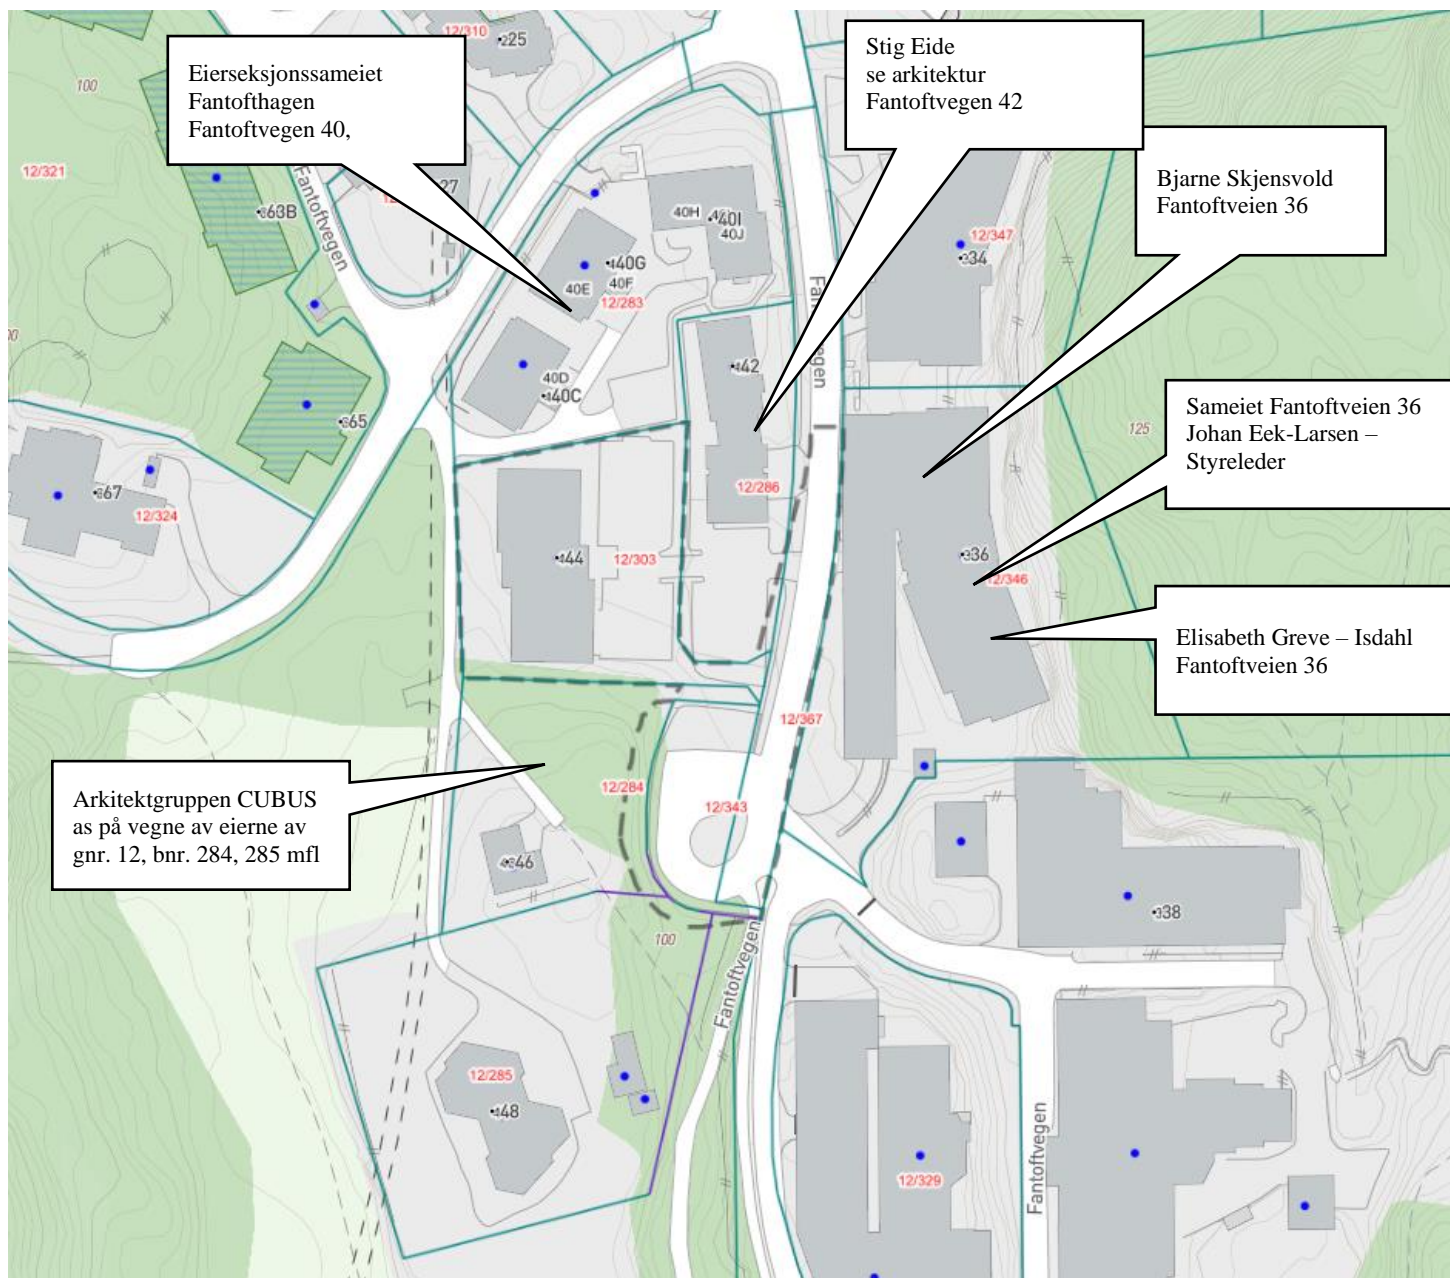 Eierseksjonssameiet
Fantofthagen
Fantoftvegen 40,
Stig Eide
se arkitektur
Fantoftvegen 42
Bjarne Skjensvold
Fantoftveien 36
Sameiet Fantoftveien 36
Johan Eek-Larsen –
Styreleder
Elisabeth Greve – Isdahl
Fantoftveien 36
Arkitektgruppen CUBUS
as på vegne av eierne av
gnr. 12, bnr. 284, 285 mfl
12/310
25
100
12/321
63B
Fantoftvegen
27
40H
40I
40J
40G
40E
40F
12/283
40D
40C
42
12/286
Fantoftvegen
12/347
34
125
65
67
12/324
44
12/303
36
12/346
12/367
12/284
12/343
46
38
100
Fantoftvegen
12/285
48
12/329
Fantoftvegen